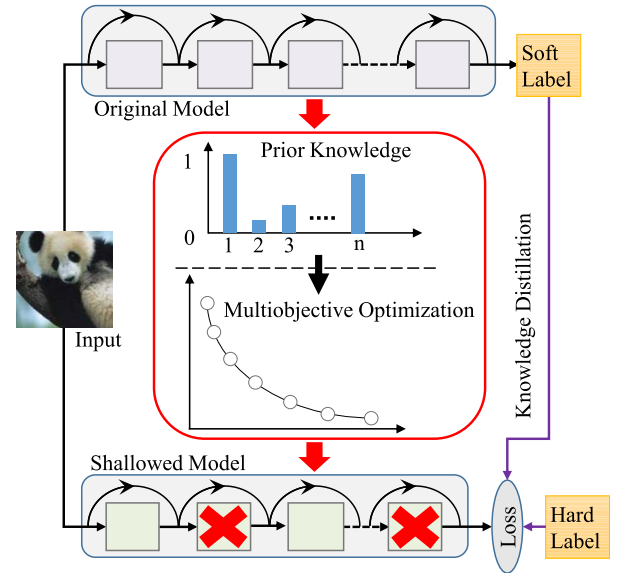 Soft
Label
Original Model
Prior Knowledge
1
0
1 2 3 .... n
Multiobjective Optimization
Knowledge Distillation
Input
Shallowed Model
Loss
Hard
Label